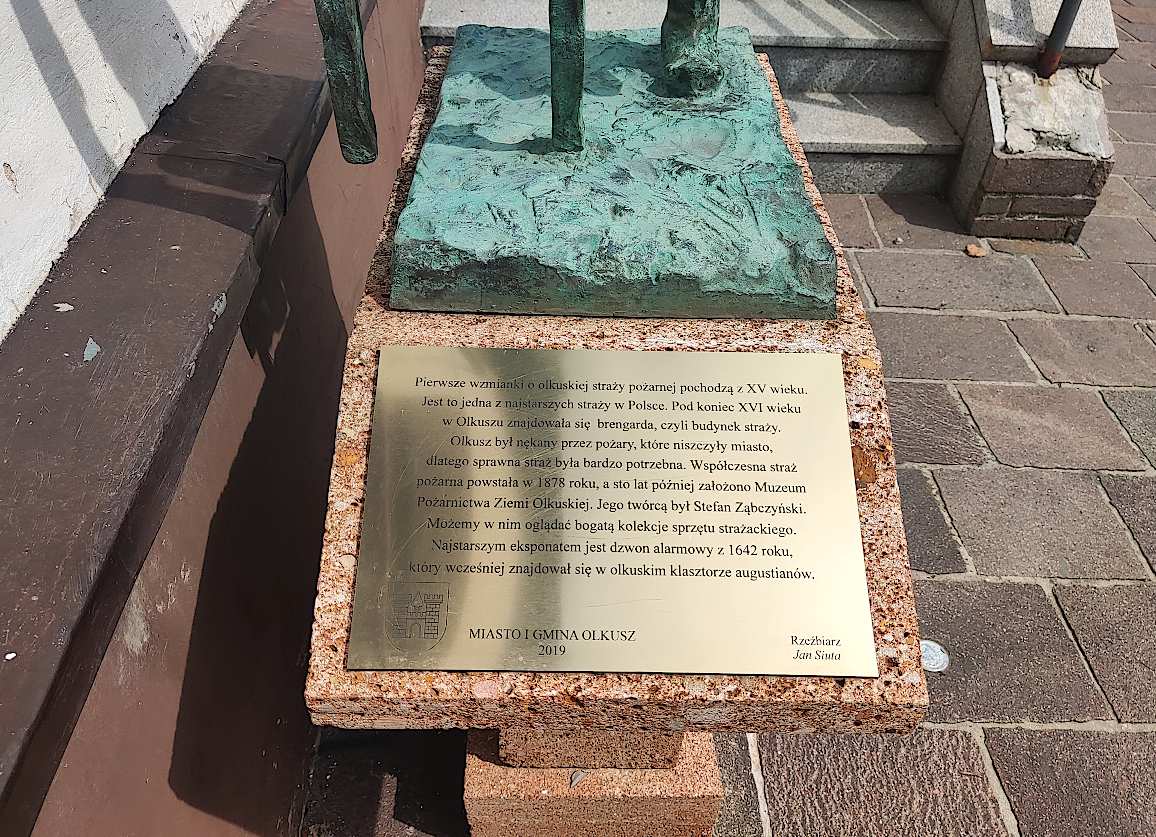 Pierwsze wzmianki o olkuskiej straży pożarnej pochodzą z XV wieku.
Jest to jedna z najstarszych straży w Polsce. Pod koniec XVI wieku
w Olkuszu znajdowała się brengarda, czyli budynek straży.
Olkusz był nękany przez pożary, które niszczyły miasto,
dlatego sprawna straż była bardzo potrzebna. Współczesna straż
pożarna powstała w 1878 roku, a sto lat później założono Muzeum
Pożarnictwa Ziemi Olkuskiej. Jego twórcą był Stefan Ząbczyński.
Możemy w nim oglądać bogatą kolekcje sprzętu strażackiego.
Najstarszym eksponatem jest dzwon alarmowy z 1642 roku,
który wcześniej znajdował się w olkuskim klasztorze augustianów.
MIASTO I GMINA OLKUSZ
2019
Rzeźbiarz
Jan Siuta